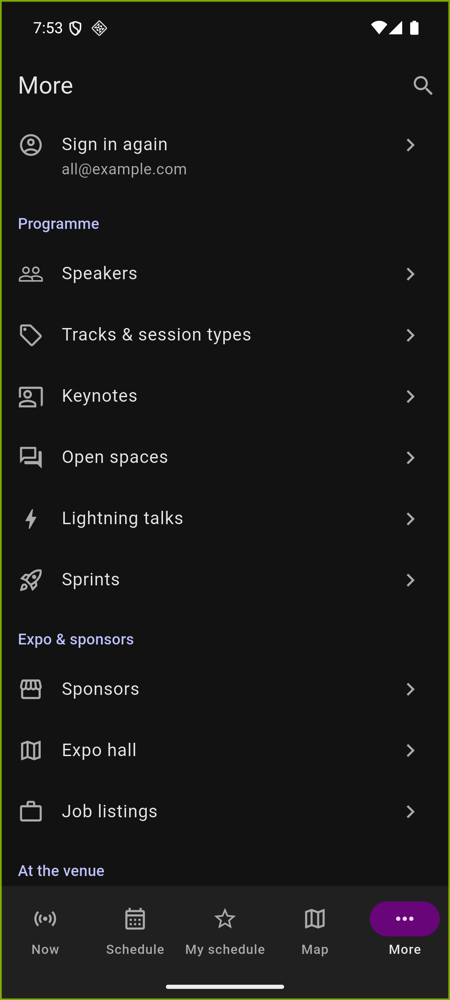 7:53
More
Sign in again
all@example.com
Programme
Speakers
Tracks & session types
Keynotes
Open spaces
Lightning talks
Sprints
Expo & sponsors
Sponsors
Expo hall
Job listings
At the venue
Now
Schedule
My schedule
Map
More